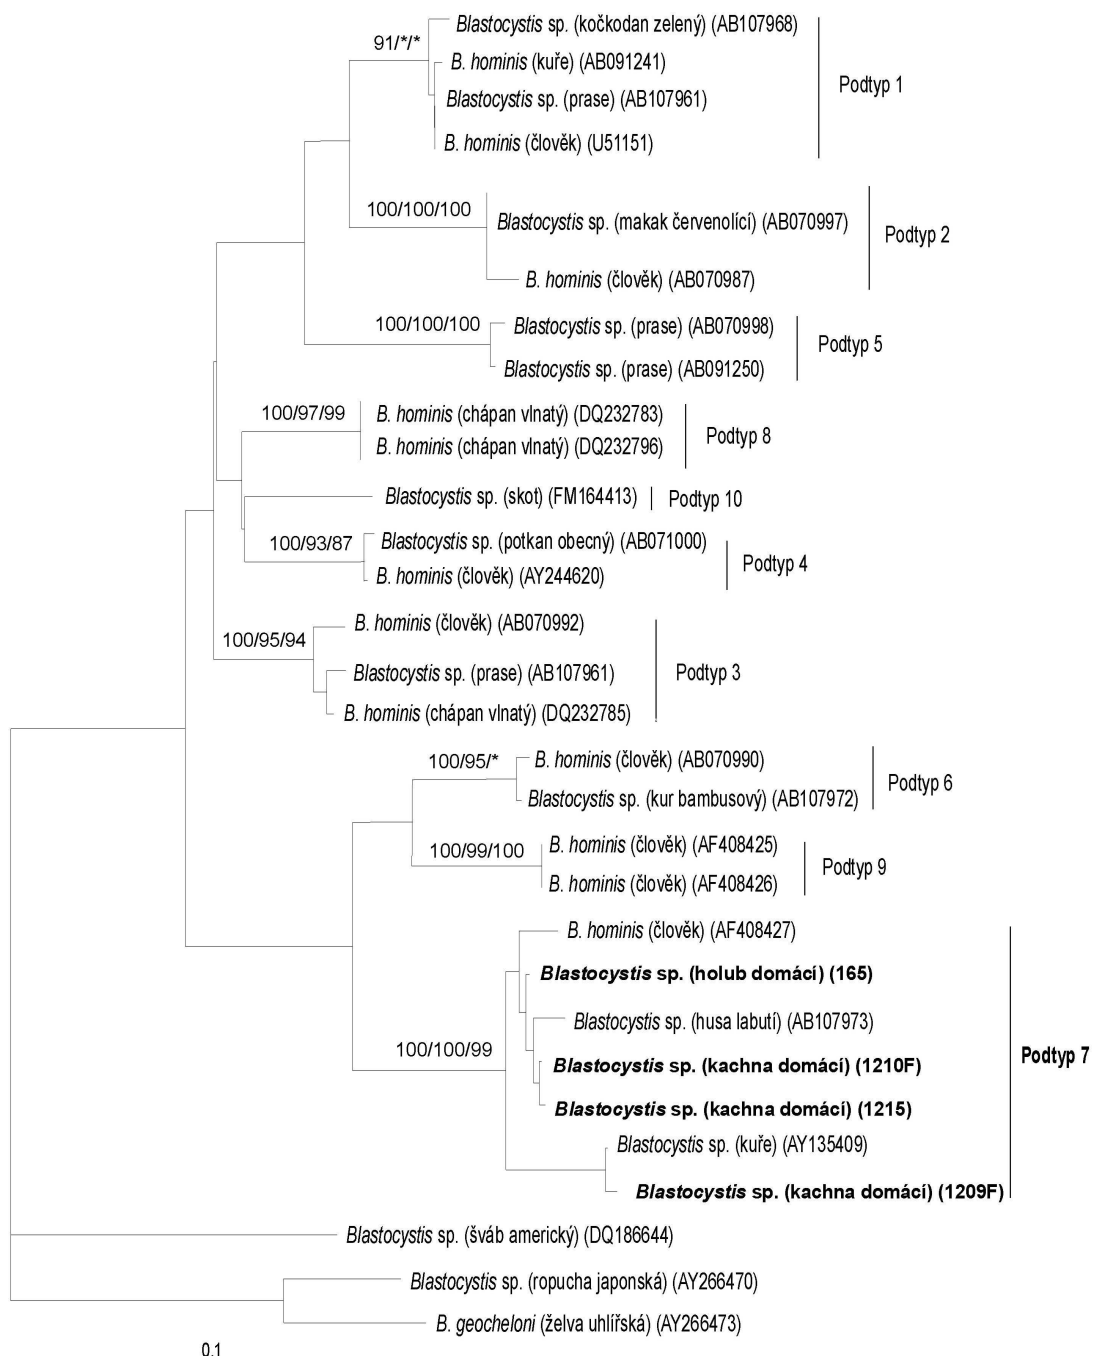 Blastocystis sp. (kočkodan zelený) (AB107968)
91/*/*
B. hominis (kuře) (AB091241)
Podtyp 1
Blastocystis sp. (prase) (AB107961)
B. hominis (člověk) (U51151)
100/100/100
Blastocystis sp. (makak červenolící) (AB070997)
Podtyp 2
B. hominis (člověk) (AB070987)
100/100/100
Blastocystis sp. (prase) (AB070998)
Podtyp 5
Blastocystis sp. (prase) (AB091250)
100/97/99
B. hominis (chápan vlnatý) (DQ232783)
Podtyp 8
B. hominis (chápan vlnatý) (DQ232796)
Blastocystis sp. (skot) (FM164413)
Podtyp 10
100/93/87
Blastocystis sp. (potkan obecný) (AB071000)
Podtyp 4
B. hominis (člověk) (AY244620)
B. hominis (člověk) (AB070992)
100/95/94
Blastocystis sp. (prase) (AB107961)
Podtyp 3
B. hominis (chápan vlnatý) (DQ232785)
100/95/*
B. hominis (člověk) (AB070990)
Podtyp 6
Blastocystis sp. (kur bambusový) (AB107972)
100/99/100
B. hominis (člověk) (AF408425)
Podtyp 9
B. hominis (člověk) (AF408426)
B. hominis (člověk) (AF408427)
Blastocystis sp. (holub domácí) (165)
Blastocystis sp. (husa labutí) (AB107973)
100/100/99
Podtyp 7
Blastocystis sp. (kachna domácí) (1210F)
Blastocystis sp. (kachna domácí) (1215)
Blastocystis sp. (kuře) (AY135409)
Blastocystis sp. (kachna domácí) (1209F)
Blastocystis sp. (šváb americký) (DQ186644)
Blastocystis sp. (ropucha japonská) (AY266470)
B. geocheloni (želva uhlířská) (AY266473)
0.1